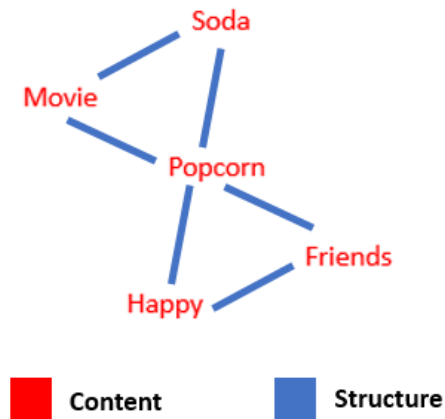 Soda
Movie
Popcorn
Friends
Happy
Content
Structure